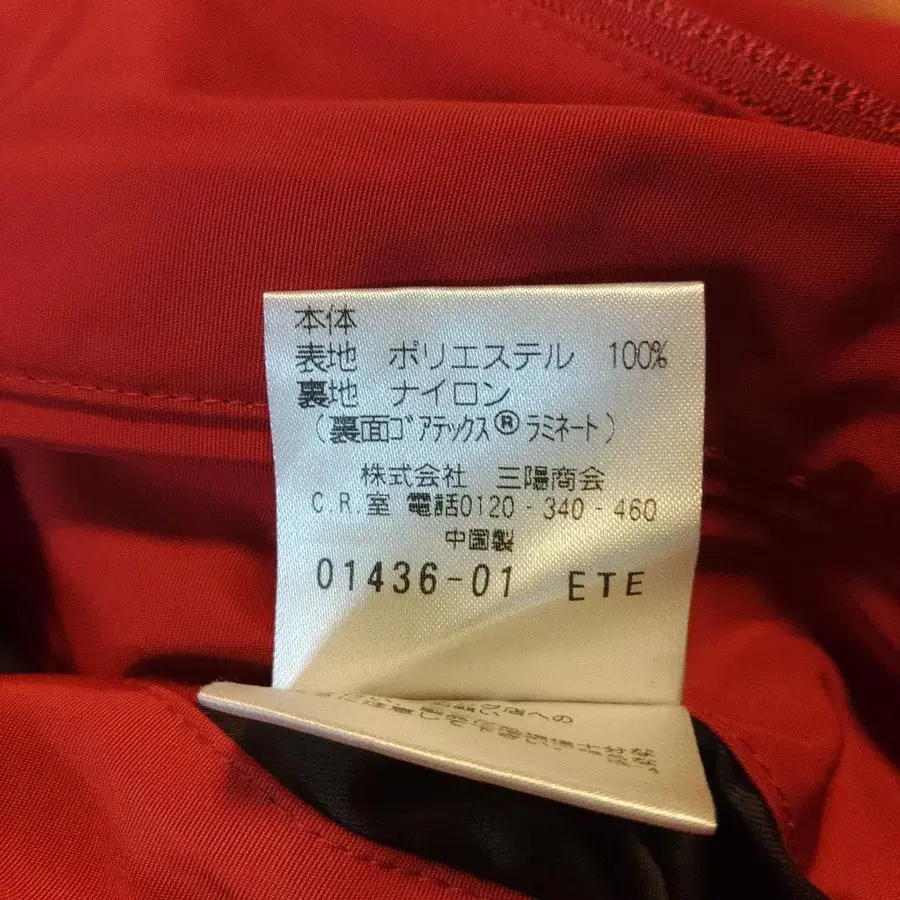 本体
表地 ポリエステル 100%
裏地 ナイロン
(裏面ｺﾞｱテックス®ラミネート)
株式会社 三陽商会
C.R.室 電話0120-340-460
中国製
01436-01 ETE